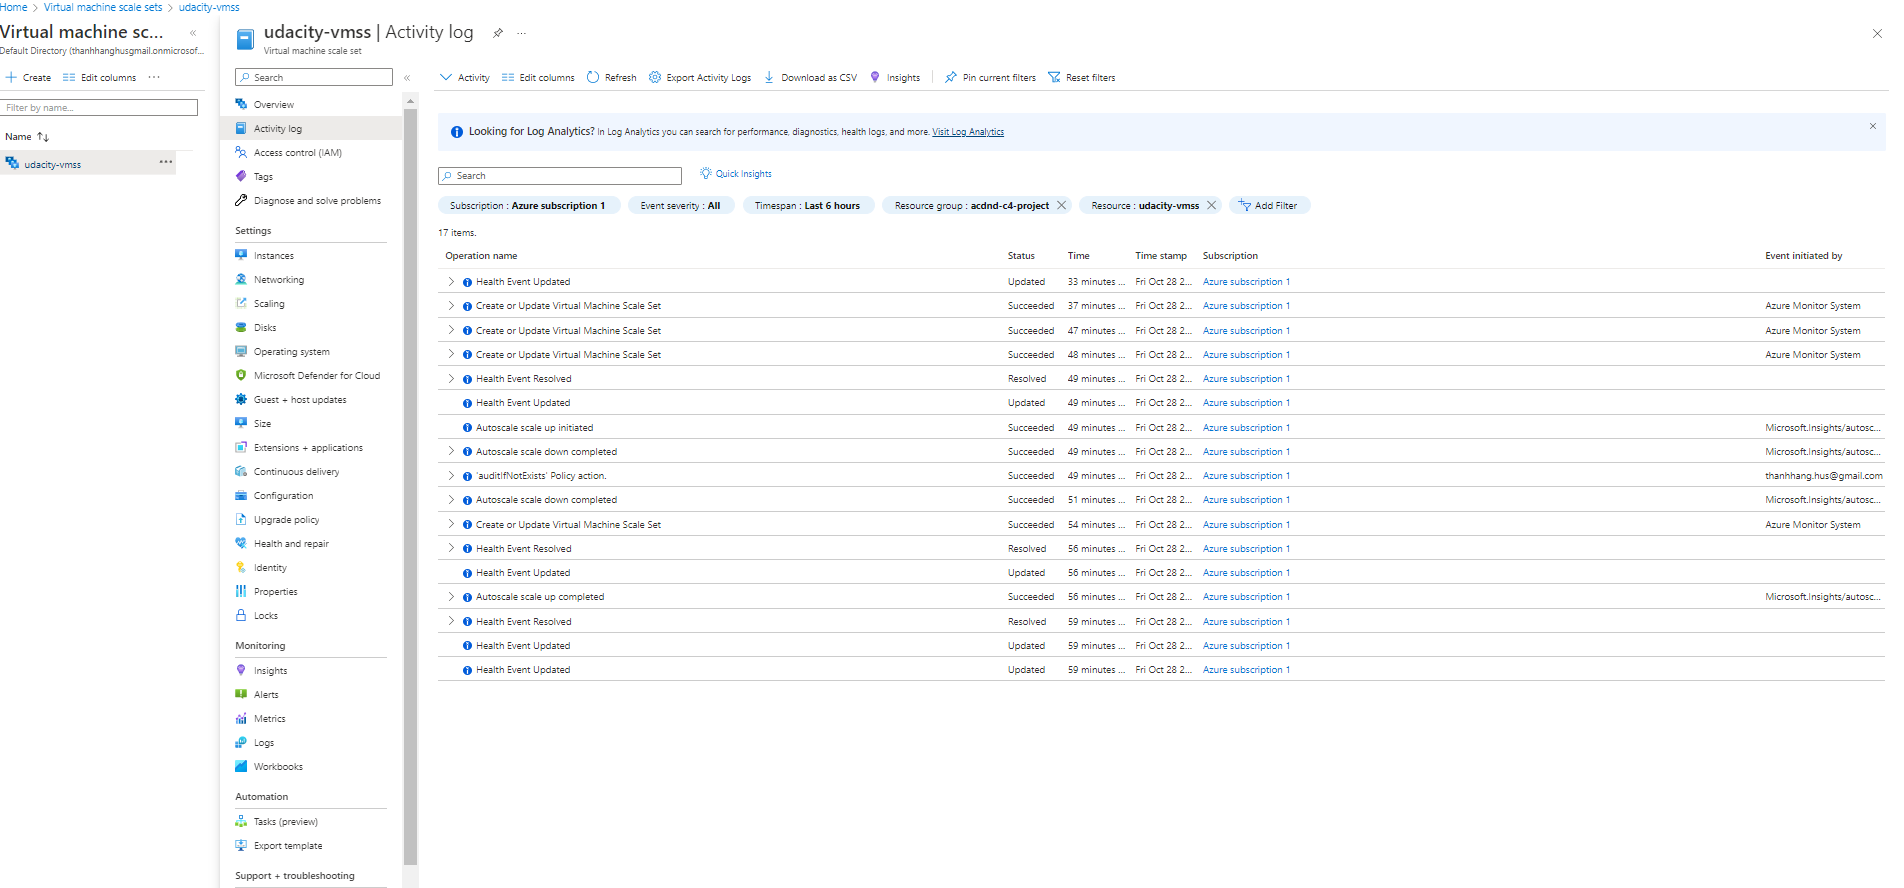 Home > Virtual machine scale sets > udacity-vmss
Virtual machine sc... «
Default Directory (thanhhanghusgmail.onmicrosof...
+ Create Edit columns ...
Filter by name...
Name ↑↓
udacity-vmss ...
udacity-vmss | Activity log ...
Virtual machine scale set
Search «
Overview
Activity log
Access control (IAM)
Tags
Diagnose and solve problems
Settings
Instances
Networking
Scaling
Disks
Operating system
Microsoft Defender for Cloud
Guest + host updates
Size
Extensions + applications
Continuous delivery
Configuration
Upgrade policy
Health and repair
Identity
Properties
Locks
Monitoring
Insights
Alerts
Metrics
Logs
Workbooks
Automation
Tasks (preview)
Export template
Support + troubleshooting
Activity Edit columns Refresh Export Activity Logs Download as CSV Insights Pin current filters Reset filters
Looking for Log Analytics? In Log Analytics you can search for performance, diagnostics, health logs, and more. Visit Log Analytics
Search Quick Insights
Subscription : Azure subscription 1 Event severity : All Timespan : Last 6 hours Resource group : acdnd-c4-project Resource : udacity-vmss Add Filter
17 items.
Operation name Status Time Time stamp Subscription Event initiated by
Health Event Updated Updated 33 minutes ... Fri Oct 28 2... Azure subscription 1
Create or Update Virtual Machine Scale Set Succeeded 37 minutes ... Fri Oct 28 2... Azure subscription 1 Azure Monitor System
Create or Update Virtual Machine Scale Set Succeeded 47 minutes ... Fri Oct 28 2... Azure subscription 1 Azure Monitor System
Create or Update Virtual Machine Scale Set Succeeded 48 minutes ... Fri Oct 28 2... Azure subscription 1 Azure Monitor System
Health Event Resolved Resolved 49 minutes ... Fri Oct 28 2... Azure subscription 1
Health Event Updated Updated 49 minutes ... Fri Oct 28 2... Azure subscription 1
Autoscale scale up initiated Succeeded 49 minutes ... Fri Oct 28 2... Azure subscription 1 Microsoft.Insights/autosc...
Autoscale scale down completed Succeeded 49 minutes ... Fri Oct 28 2... Azure subscription 1 Microsoft.Insights/autosc...
'auditIfNotExists' Policy action. Succeeded 49 minutes ... Fri Oct 28 2... Azure subscription 1 thanhhang.hus@gmail.com
Autoscale scale down completed Succeeded 51 minutes ... Fri Oct 28 2... Azure subscription 1 Microsoft.Insights/autosc...
Create or Update Virtual Machine Scale Set Succeeded 54 minutes ... Fri Oct 28 2... Azure subscription 1 Azure Monitor System
Health Event Resolved Resolved 56 minutes ... Fri Oct 28 2... Azure subscription 1
Health Event Updated Updated 56 minutes ... Fri Oct 28 2... Azure subscription 1
Autoscale scale up completed Succeeded 56 minutes ... Fri Oct 28 2... Azure subscription 1 Microsoft.Insights/autosc...
Health Event Resolved Resolved 59 minutes ... Fri Oct 28 2... Azure subscription 1
Health Event Updated Updated 59 minutes ... Fri Oct 28 2... Azure subscription 1
Health Event Updated Updated 59 minutes ... Fri Oct 28 2... Azure subscription 1